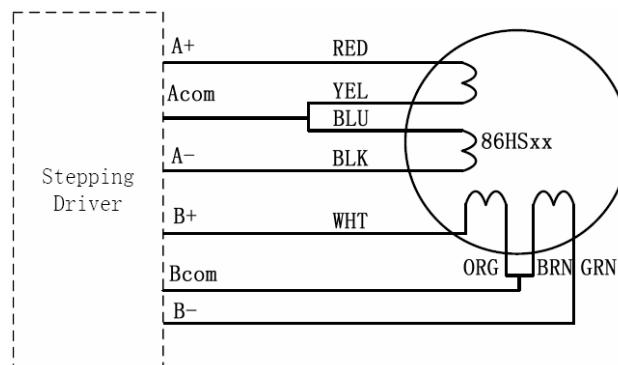 A+ RED
Acom YEL
BLU
86HSxx
A- BLK
Stepping
Driver
B+ WHT
ORG BRN GRN
Bcom
B-